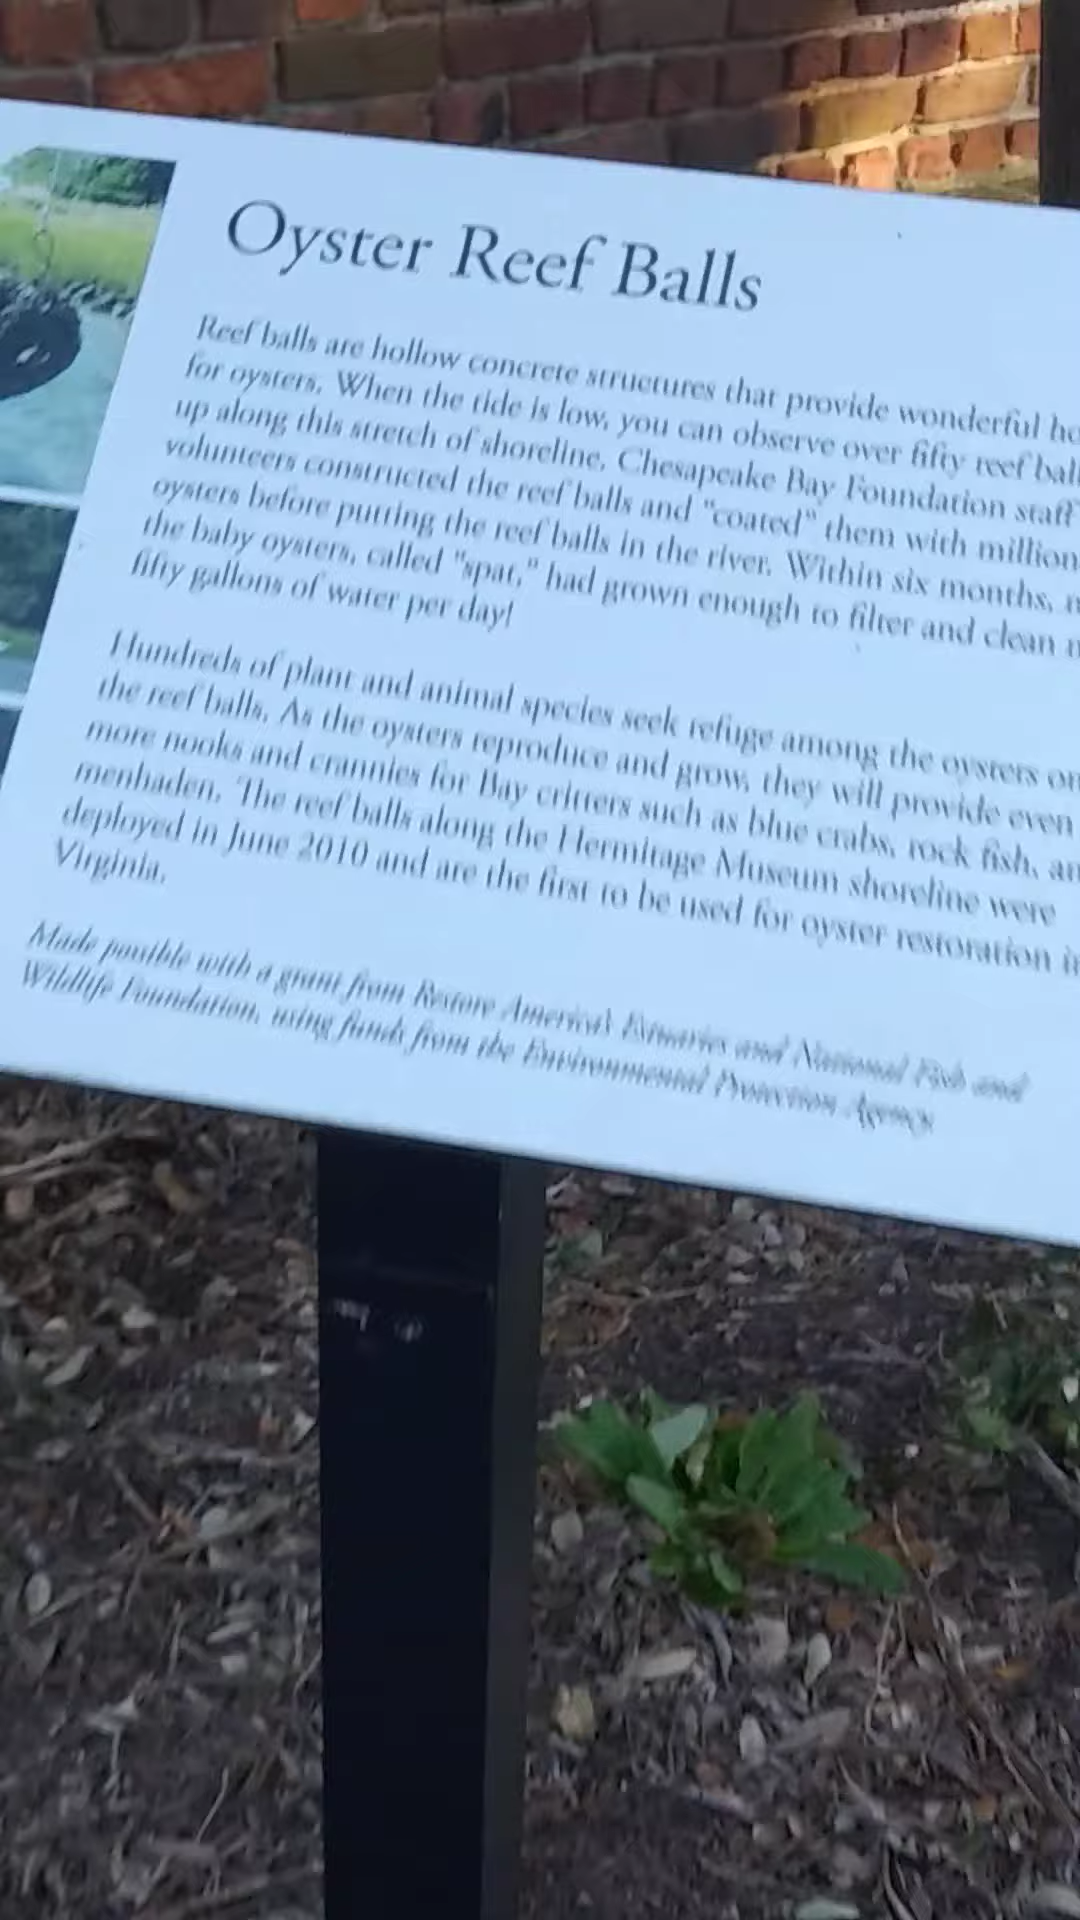 Oyster Reef Balls
Reef balls are hollow concrete structures that provide wonderful
for oysters. When the tide is low, you can observe over fifty reef
up along this stretch of shoreline. Chesapeake Bay Foundation staff
volunteers constructed the reef balls and "coated" them with
oysters before putting the reef balls in the river. Within six months,
the baby oysters, called "spat," had grown enough to filter and clean
fifty gallons of water per day!
Hundreds of plant and animal species seek refuge among the oysters on
the reef balls. As the oysters reproduce and grow, they will provide even
more nooks and crannies for Bay critters such as blue crabs, rock fish,
menhaden. The reef balls along the Hermitage Museum shoreline were
deployed in June 2010 and are the first to be used for oyster restoration
Virginia.
Made possible with a grant from Restore America's Estuaries and National Fish and
Wildlife Foundation, using funds from the Environmental Protection Agency.